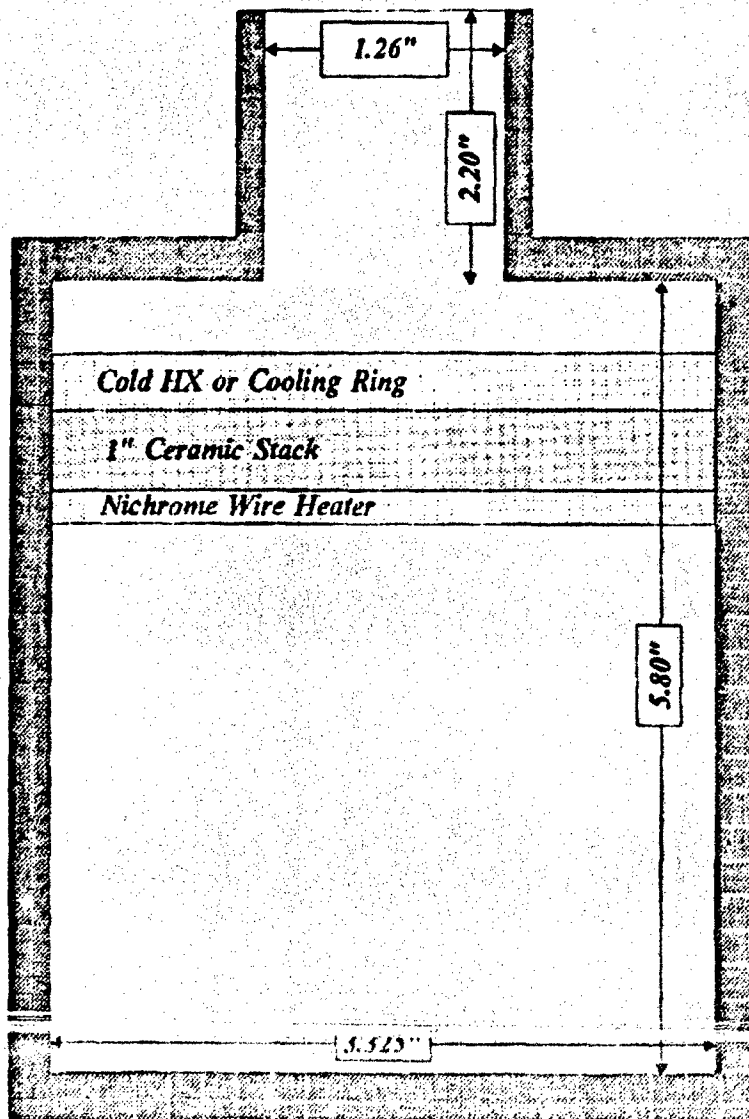 1.26"
2.20"
Cold HX or Cooling Ring
1" Ceramic Stack
Nichrome Wire Heater
5.80"